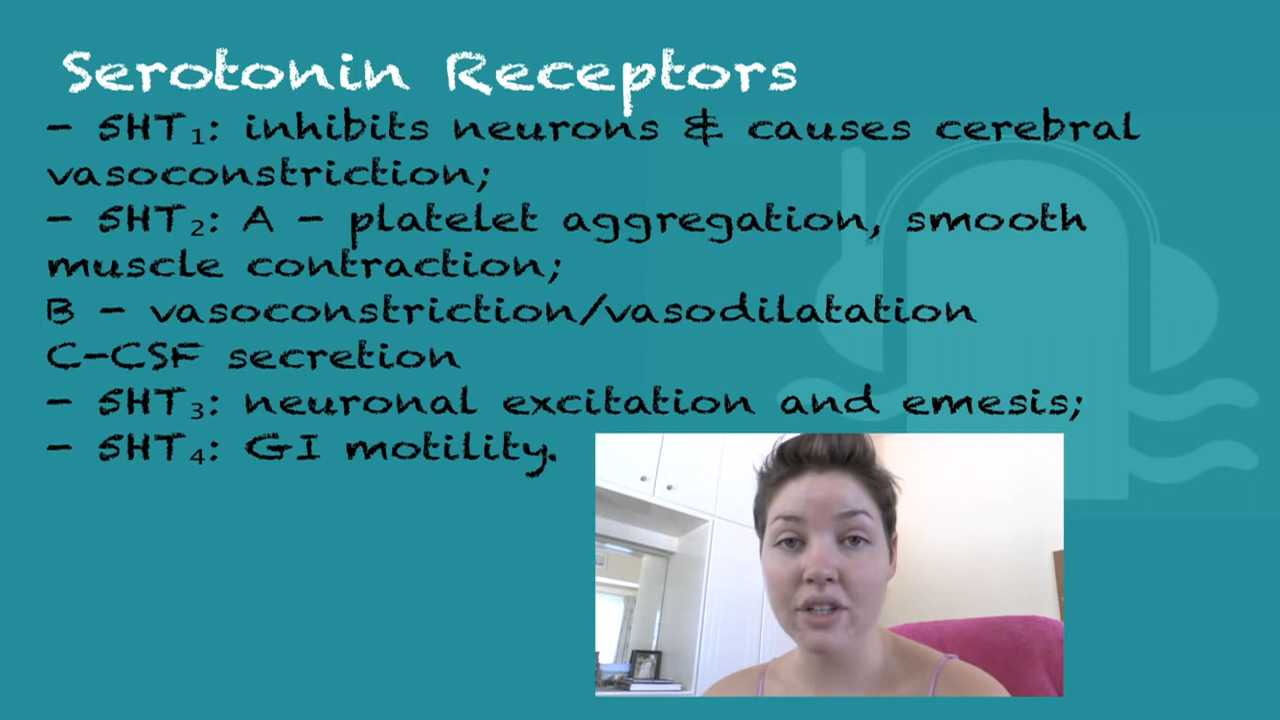 Serotonin Receptors
- 5HT₁: inhibits neurons & causes cerebral
vasoconstriction;
- 5HT₂: A - platelet aggregation, smooth
muscle contraction;
B - vasoconstriction/vasodilatation
C-CSF secretion
- 5HT₃: neuronal excitation and emesis;
- 5HT₄: GI motility.